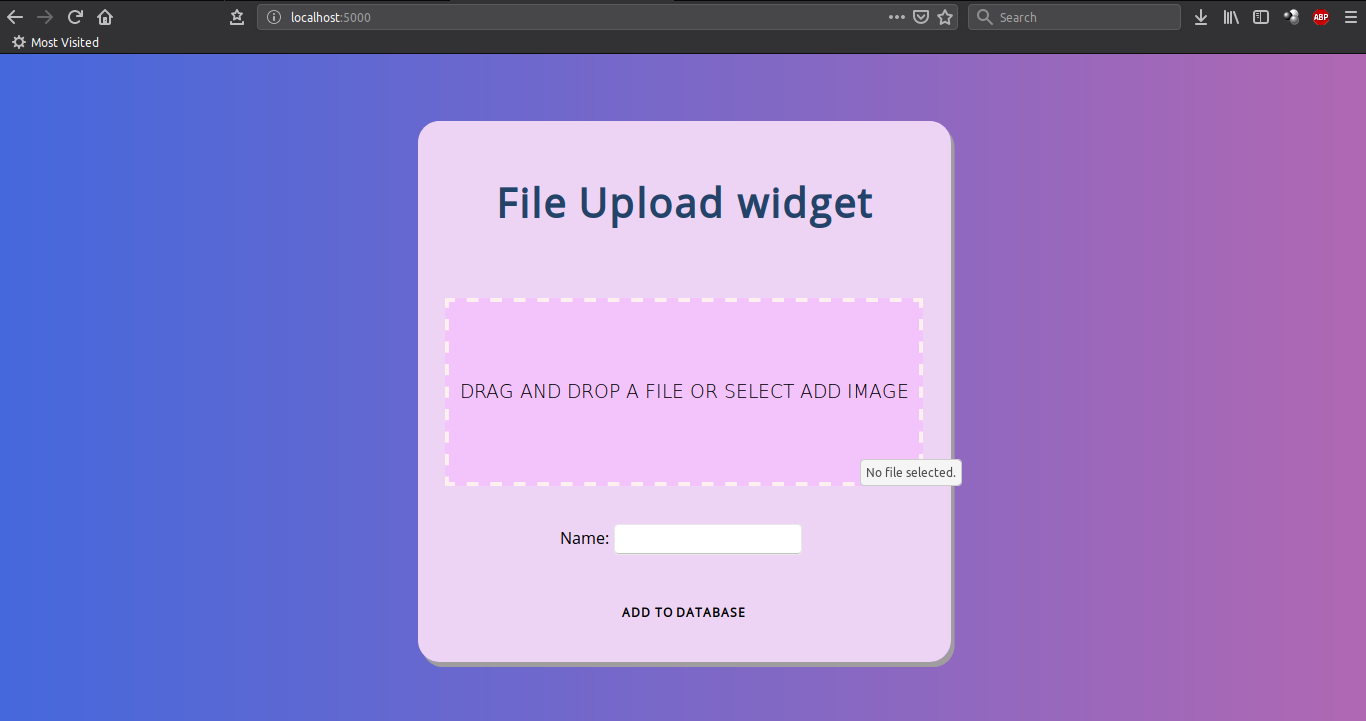 localhost:5000
Search
ABP
Most Visited
File Upload widget
DRAG AND DROP A FILE OR SELECT ADD IMAGE
No file selected.
Name:
ADD TO DATABASE